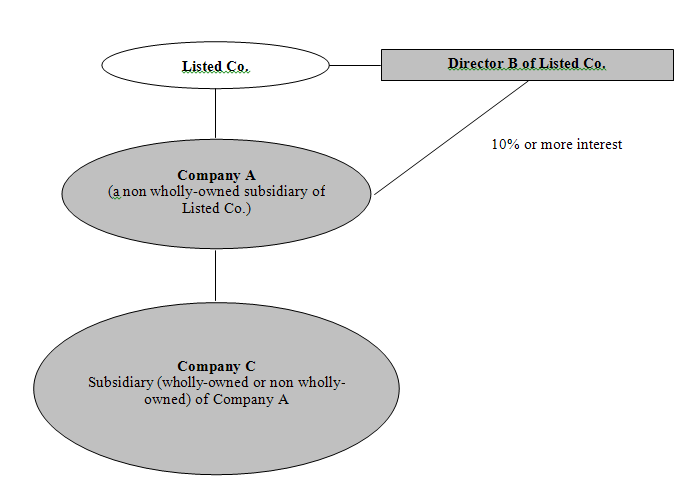 Listed Co.
Director B of Listed Co.
10% or more interest
Company A
(a non wholly-owned subsidiary of
Listed Co.)
Company C
Subsidiary (wholly-owned or non wholly-
owned) of Company A